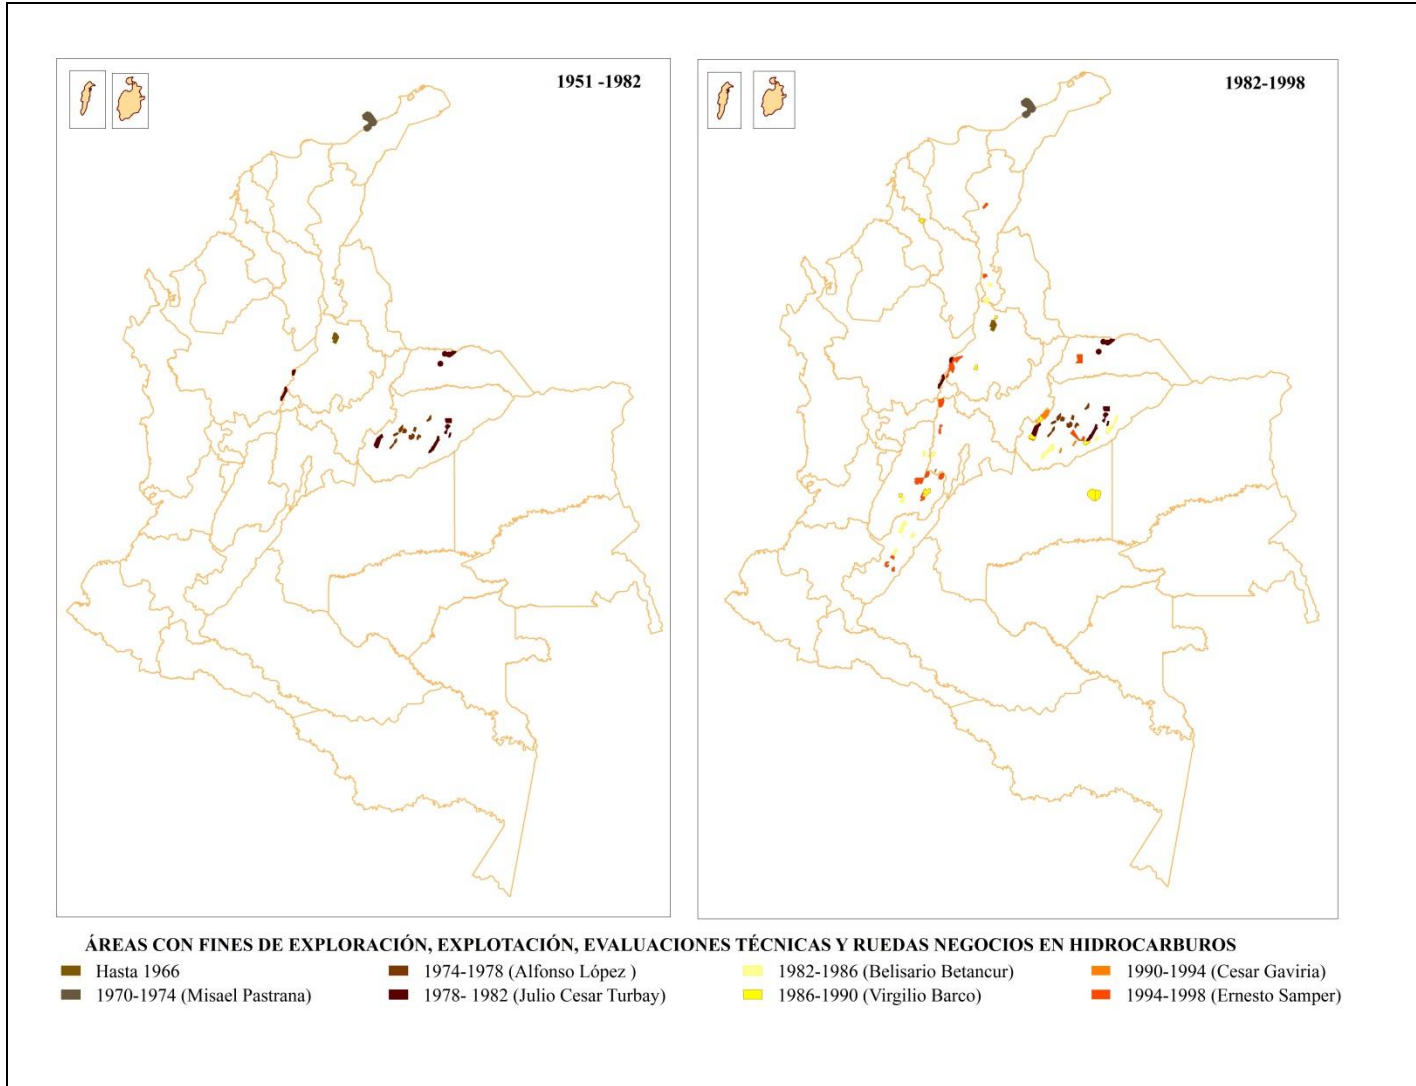 1951 -1982
1982-1998
ÁREAS CON FINES DE EXPLORACIÓN, EXPLOTACIÓN, EVALUACIONES TÉCNICAS Y RUEDAS NEGOCIOS EN HIDROCARBUROS
Hasta 1966
1970-1974 (Misael Pastrana)
1974-1978 (Alfonso López )
1978- 1982 (Julio Cesar Turbay)
1982-1986 (Belisario Betancur)
1986-1990 (Virgilio Barco)
1990-1994 (Cesar Gaviria)
1994-1998 (Ernesto Samper)